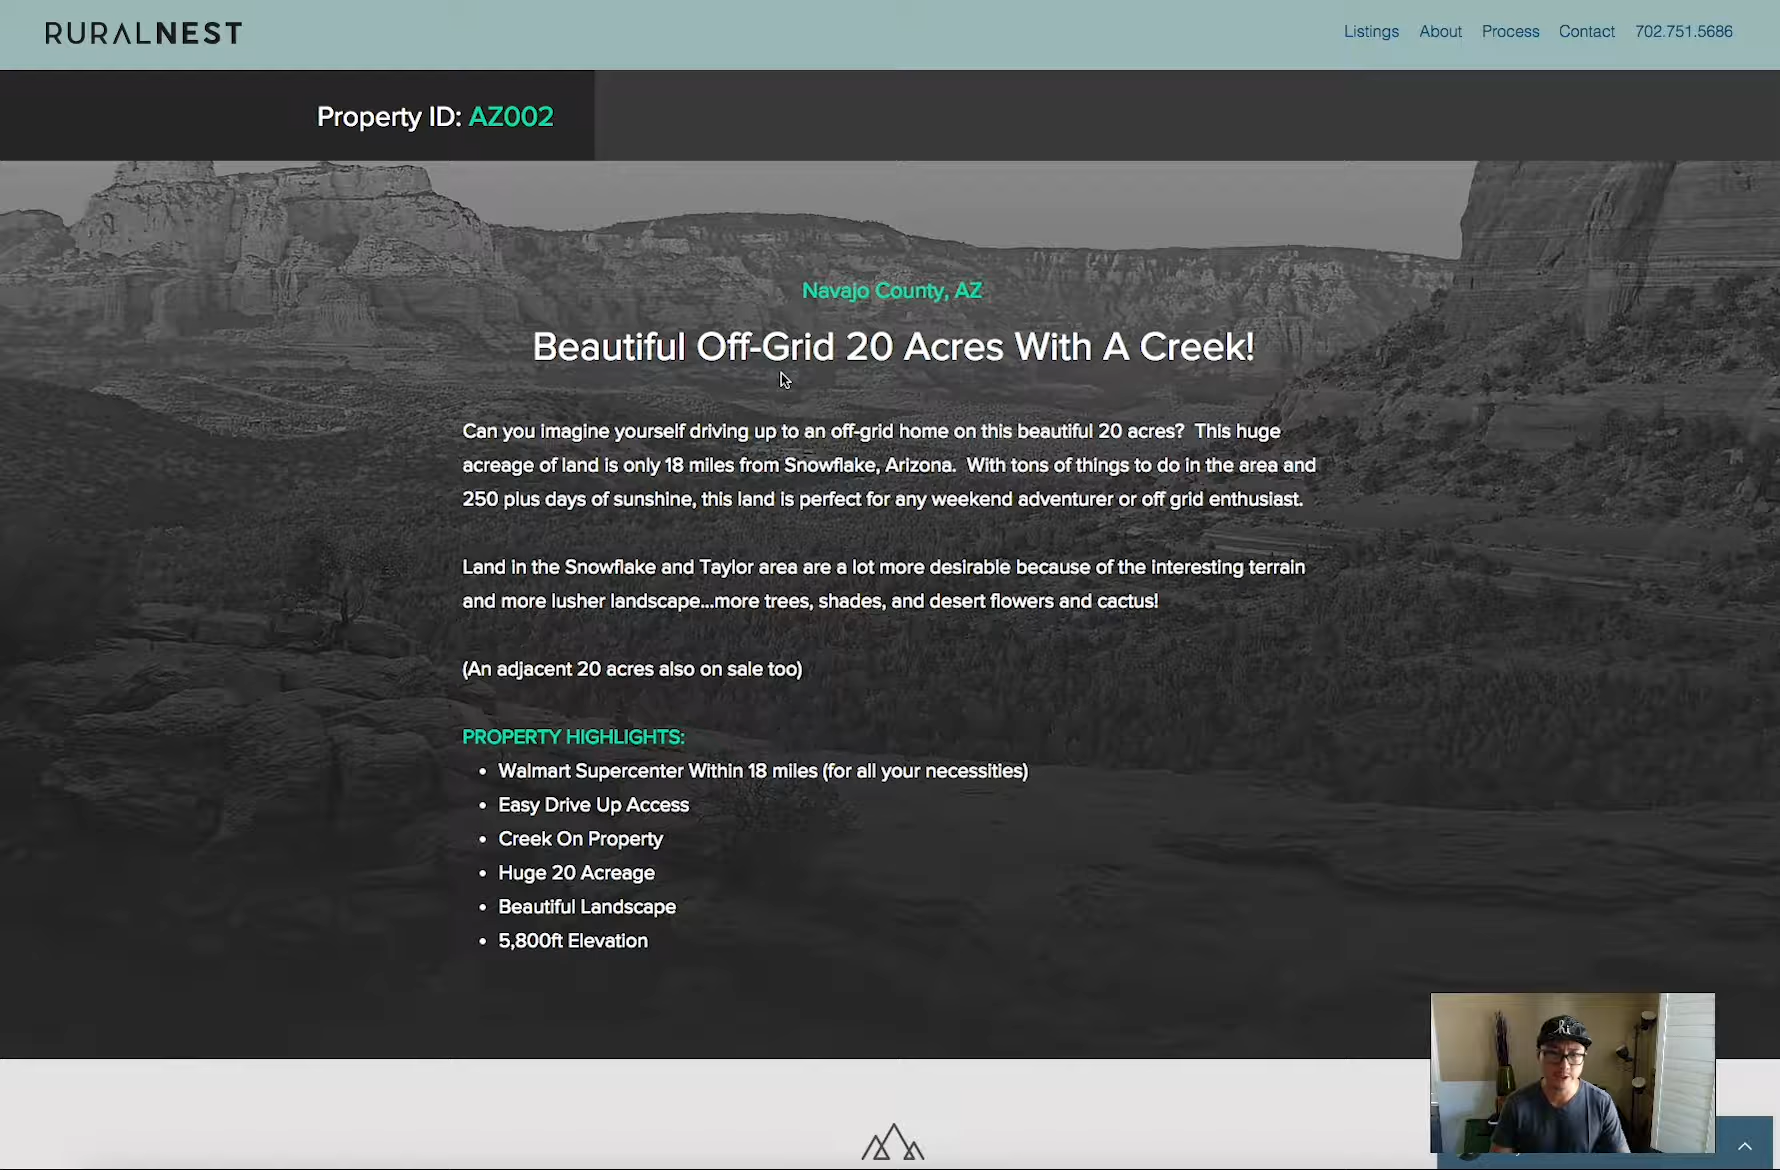 RURALNEST
Listings About Process Contact 702.751.5686
Property ID: AZ002
Navajo County, AZ
Beautiful Off-Grid 20 Acres With A Creek!
Can you imagine yourself driving up to an off-grid home on this beautiful 20 acres? This huge
acreage of land is only 18 miles from Snowflake, Arizona. With tons of things to do in the area and
250 plus days of sunshine, this land is perfect for any weekend adventurer or off grid enthusiast.
Land in the Snowflake and Taylor area are a lot more desirable because of the interesting terrain
and more lusher landscape...more trees, shades, and desert flowers and cactus!
(An adjacent 20 acres also on sale too)
PROPERTY HIGHLIGHTS:
• Walmart Supercenter Within 18 miles (for all your necessities)
• Easy Drive Up Access
• Creek On Property
• Huge 20 Acreage
• Beautiful Landscape
• 5,800ft Elevation